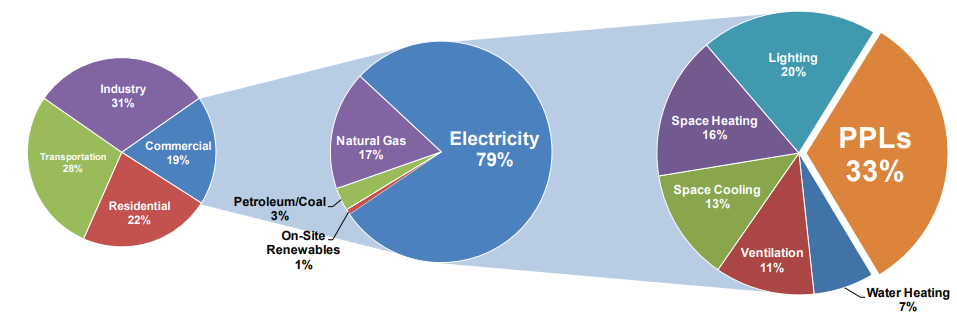 Industry
31%
Commercial
19%
Transportation
28%
Residential
22%
Electricity
79%
Natural Gas
17%
Petroleum/Coal
3%
On-Site
Renewables
1%
Lighting
20%
PPLs
33%
Space Heating
16%
Space Cooling
13%
Ventilation
11%
Water Heating
7%